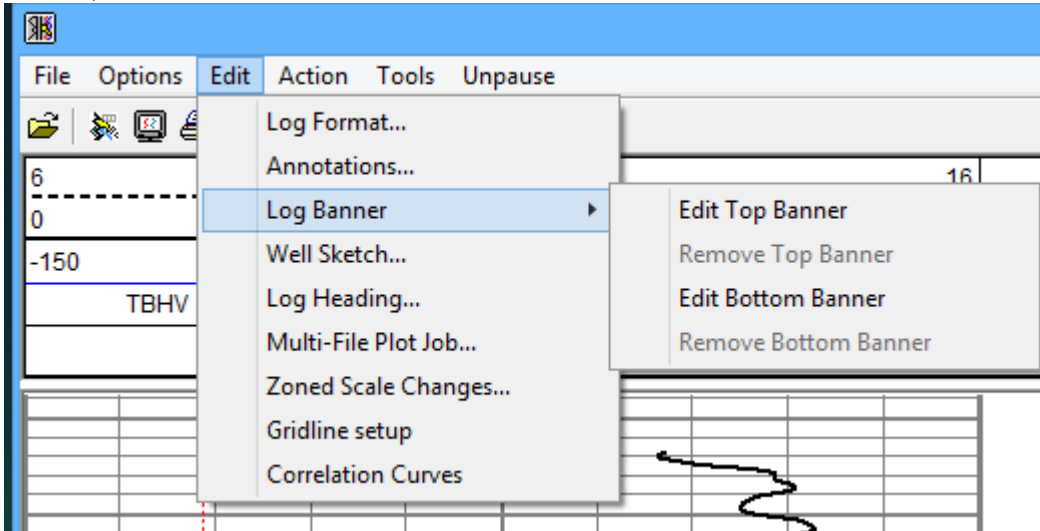 File Options Edit Action Tools Unpause
Log Format...
Annotations...
Log Banner
Well Sketch...
Log Heading...
Multi-File Plot Job...
Zoned Scale Changes...
Gridline setup
Correlation Curves
Edit Top Banner
Remove Top Banner
Edit Bottom Banner
Remove Bottom Banner
6
16
0
-150
TBHV